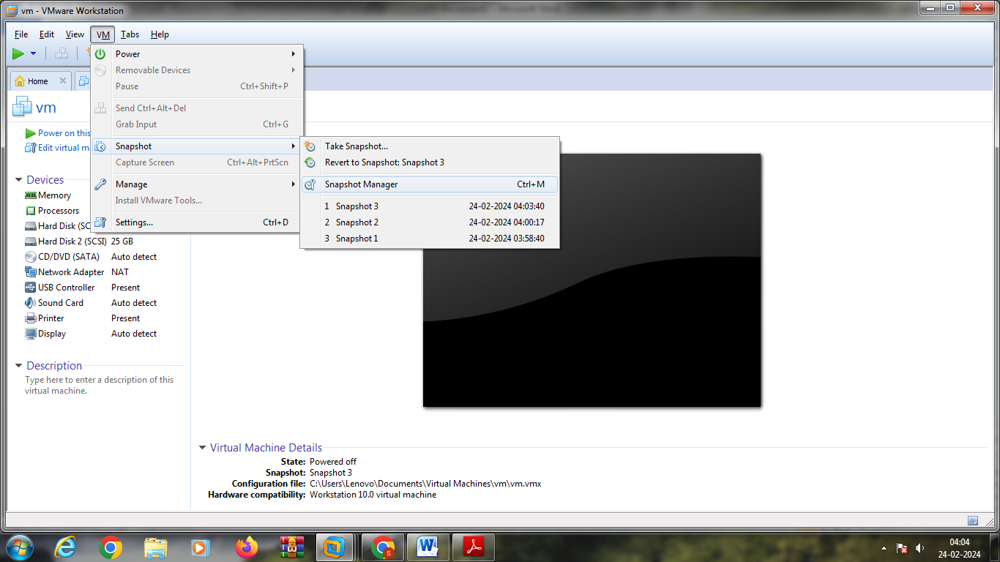 vm - VMware Workstation
File Edit View VM Tabs Help
Home
vm
Power on this
Edit virtual m
Devices
Memory
Processors
Hard Disk (SC
Hard Disk 2 (SCSI) 25 GB
CD/DVD (SATA) Auto detect
Network Adapter NAT
USB Controller Present
Sound Card Auto detect
Printer Present
Display Auto detect
Description
Type here to enter a description of this
virtual machine.
Power
Removable Devices
Pause Ctrl+Shift+P
Send Ctrl+Alt+Del
Grab Input Ctrl+G
Snapshot
Capture Screen Ctrl+Alt+PrtScn
Manage
Install VMware Tools...
Settings... Ctrl+D
Take Snapshot...
Revert to Snapshot: Snapshot 3
Snapshot Manager Ctrl+M
1 Snapshot 3 24-02-2024 04:03:40
2 Snapshot 2 24-02-2024 04:00:17
3 Snapshot 1 24-02-2024 03:58:40
Virtual Machine Details
State: Powered off
Snapshot: Snapshot 3
Configuration file: C:\Users\Lenovo\Documents\Virtual Machines\vm\vm.vmx
Hardware compatibility: Workstation 10.0 virtual machine
04:04
24-02-2024